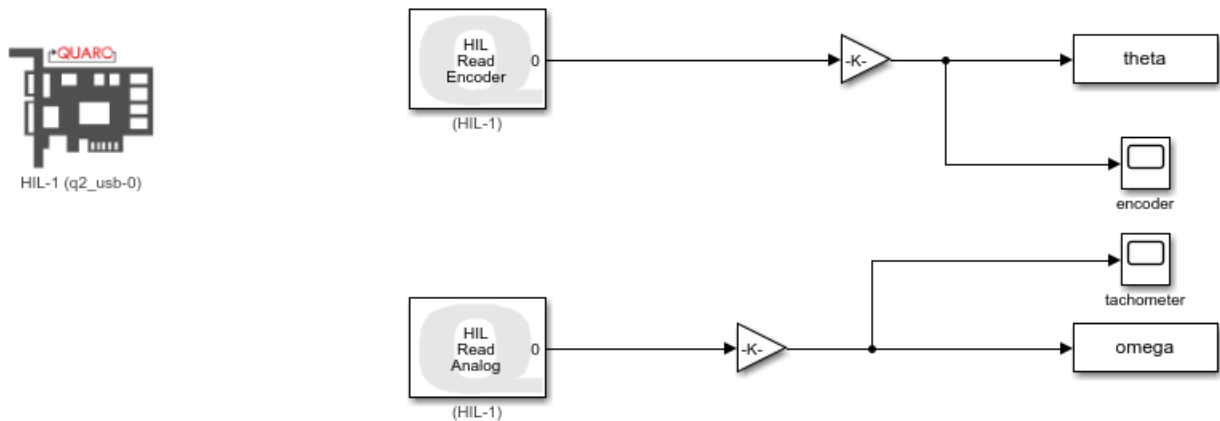 QUARC
HIL-1 (q2_usb-0)
HIL
Read
Encoder
0
(HIL-1)
-K-
theta
encoder
tachometer
HIL
Read
Analog
0
(HIL-1)
-K-
omega